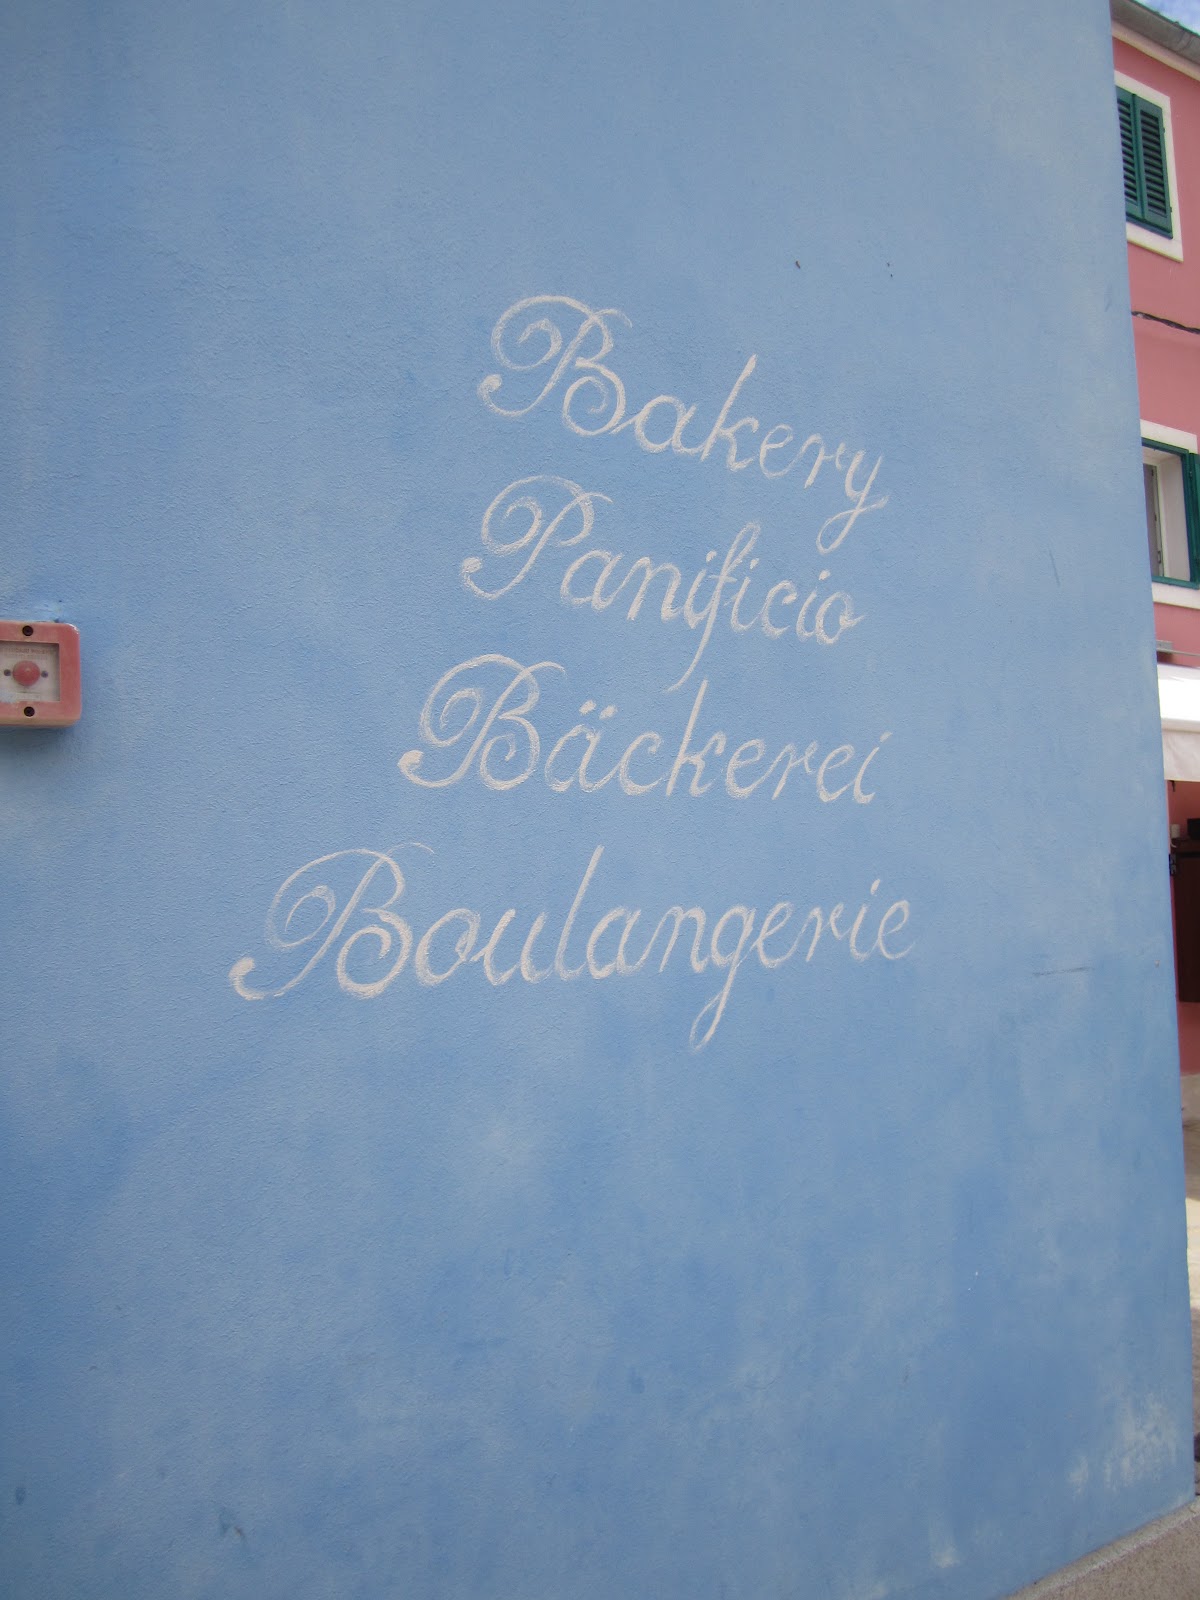 Bakery
Panificio
Bäckerei
Boulangerie